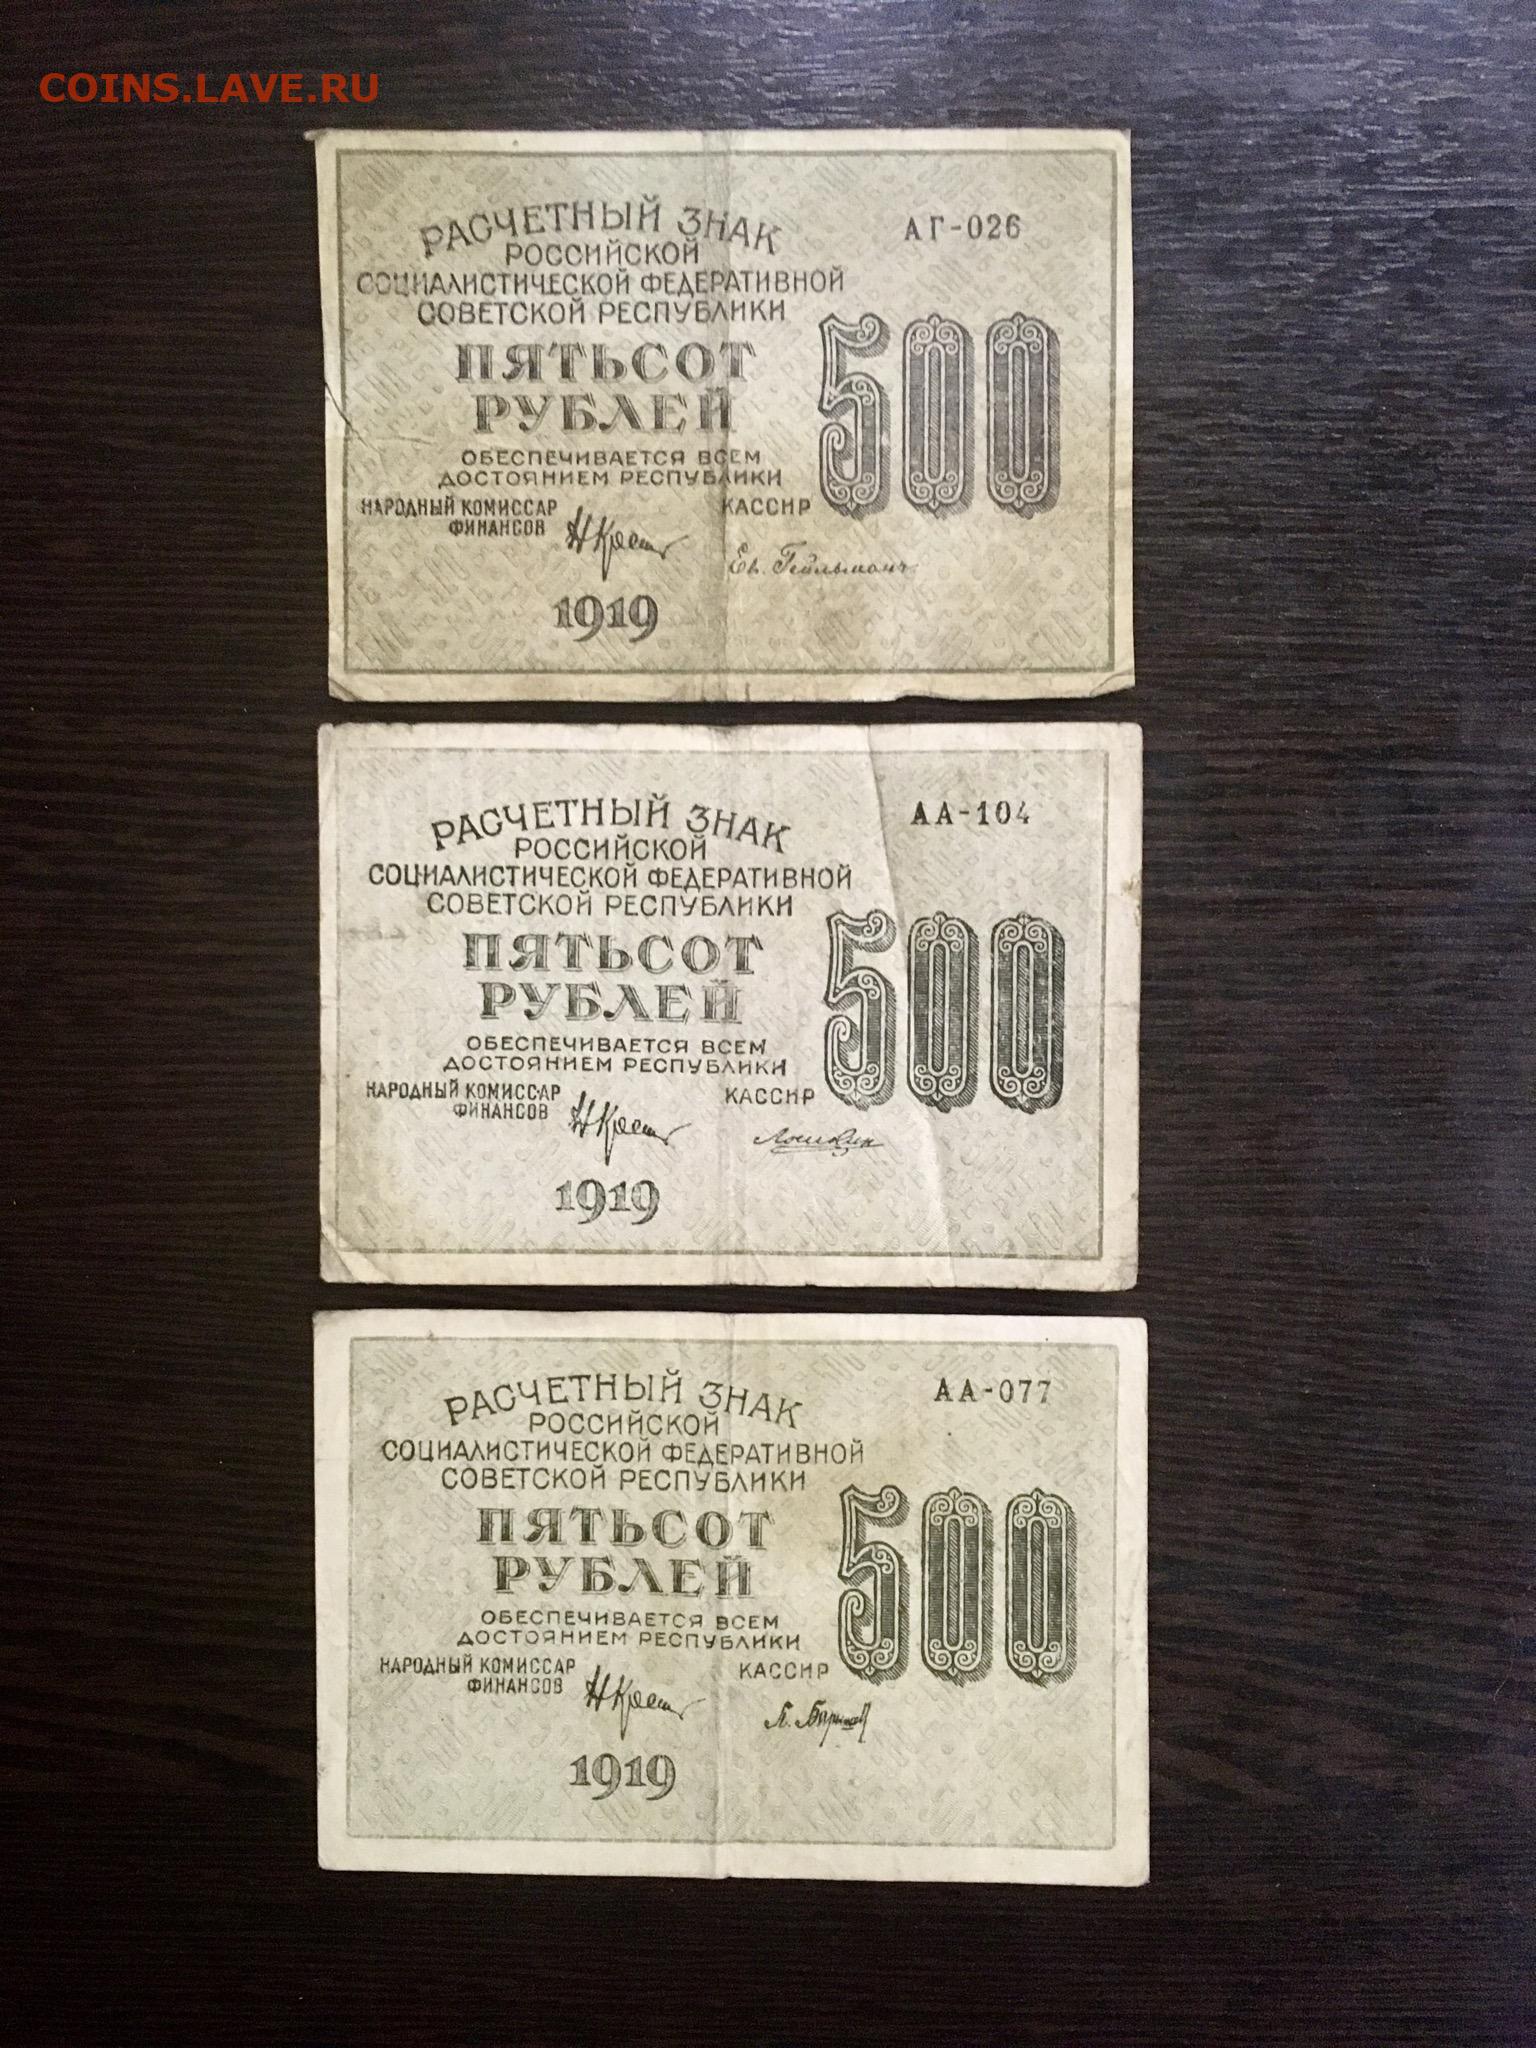 COINS.LAVE.RU
РАСЧЕТНЫЙ ЗНАК
РОССИЙСКОЙ
СОЦИАЛИСТИЧЕСКОЙ ФЕДЕРАТИВНОЙ
СОВЕТСКОЙ РЕСПУБЛИКИ
ПЯТЬСОТ
РУБЛЕЙ
ОБЕСПЕЧИВАЕТСЯ ВСЕМ
ДОСТОЯНИЕМ РЕСПУБЛИКИ
НАРОДНЫЙ КОМИССАР
ФИНАНСОВ
КАССИР
Ев. Гейльманъ
1919
АГ-026
500
РАСЧЕТНЫЙ ЗНАК
РОССИЙСКОЙ
СОЦИАЛИСТИЧЕСКОЙ ФЕДЕРАТИВНОЙ
СОВЕТСКОЙ РЕСПУБЛИКИ
ПЯТЬСОТ
РУБЛЕЙ
ОБЕСПЕЧИВАЕТСЯ ВСЕМ
ДОСТОЯНИЕМ РЕСПУБЛИКИ
НАРОДНЫЙ КОМИССАР
ФИНАНСОВ
КАССИР
1919
АА-104
500
РАСЧЕТНЫЙ ЗНАК
РОССИЙСКОЙ
СОЦИАЛИСТИЧЕСКОЙ ФЕДЕРАТИВНОЙ
СОВЕТСКОЙ РЕСПУБЛИКИ
ПЯТЬСОТ
РУБЛЕЙ
ОБЕСПЕЧИВАЕТСЯ ВСЕМ
ДОСТОЯНИЕМ РЕСПУБЛИКИ
НАРОДНЫЙ КОМИССАР
ФИНАНСОВ
КАССИР
1919
АА-077
500